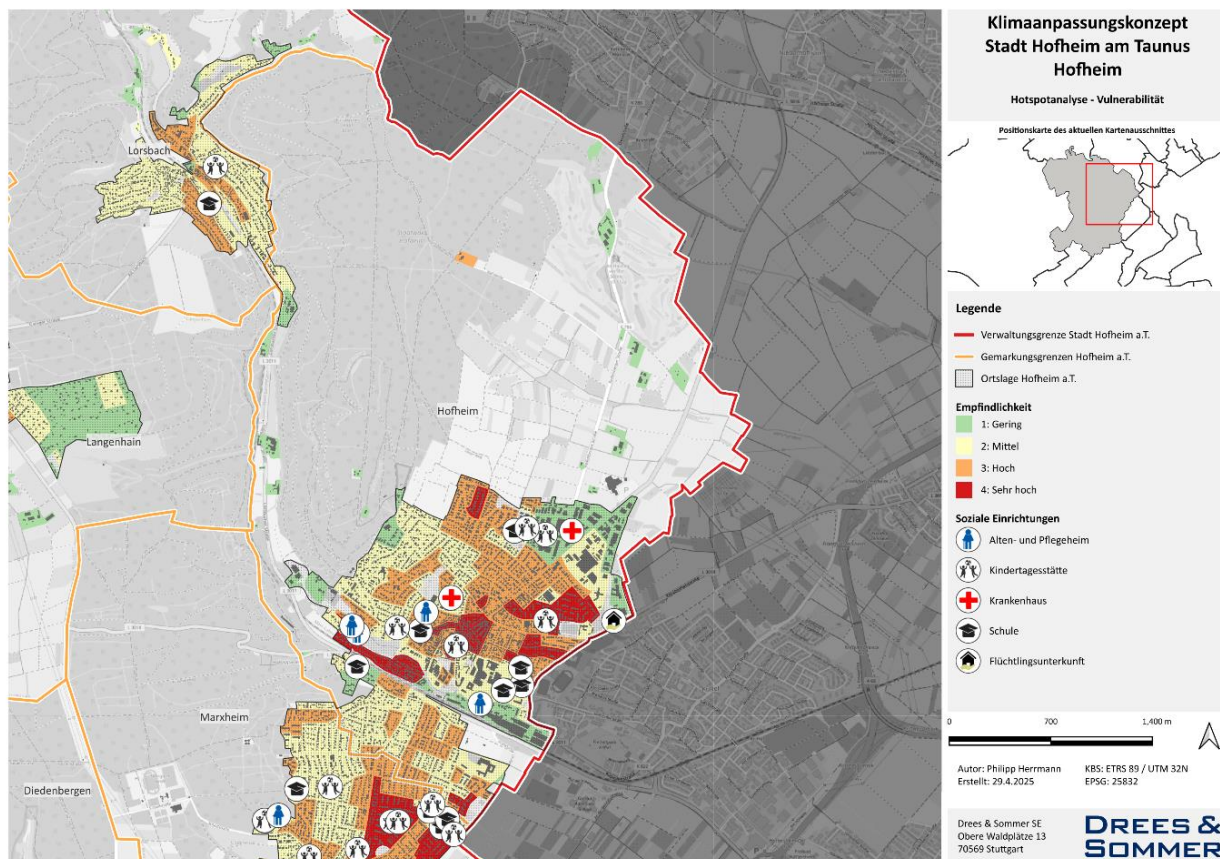 Klimaanpassungskonzept
Stadt Hofheim am Taunus
Hofheim
Hotspotanalyse - Vulnerabilität
Positionskarte des aktuellen Kartenausschnittes
Legende
Verwaltungsgrenze Stadt Hofheim a.T.
Gemarkungsgrenzen Hofheim a.T.
Ortslage Hofheim a.T.
Empfindlichkeit
1: Gering
2: Mittel
3: Hoch
4: Sehr hoch
Soziale Einrichtungen
Alten- und Pflegeheim
Kindertagesstätte
Krankenhaus
Schule
Flüchtlingsunterkunft
0 700 1,400 m
Autor: Philipp Herrmann
Erstellt: 29.4.2025
KBS: ETRS 89 / UTM 32N
EPSG: 25832
Drees & Sommer SE
Obere Waldplätze 13
70569 Stuttgart
DREES &
SOMMER
Lorsbach
Hofheim
Langenhain
Marxheim
Diedenbergen